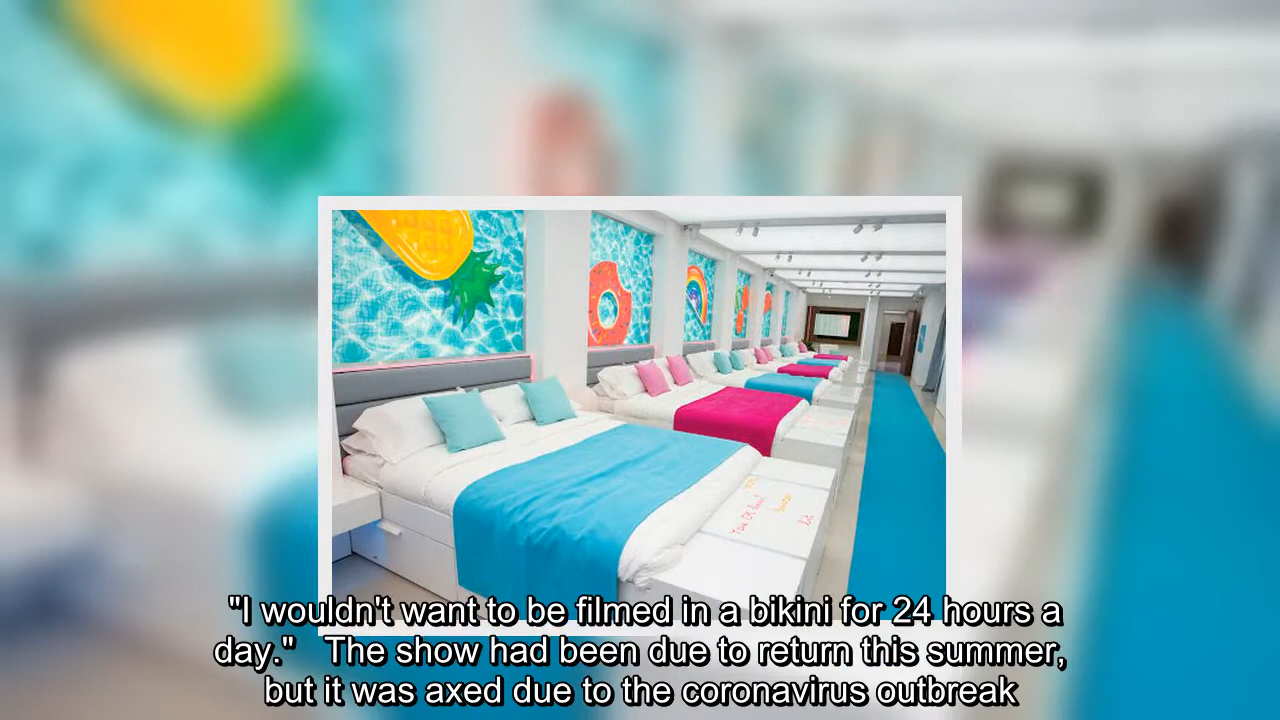 "I wouldn't want to be filmed in a bikini for 24 hours a
day."   The show had been due to return this summer,
but it was axed due to the coronavirus outbreak